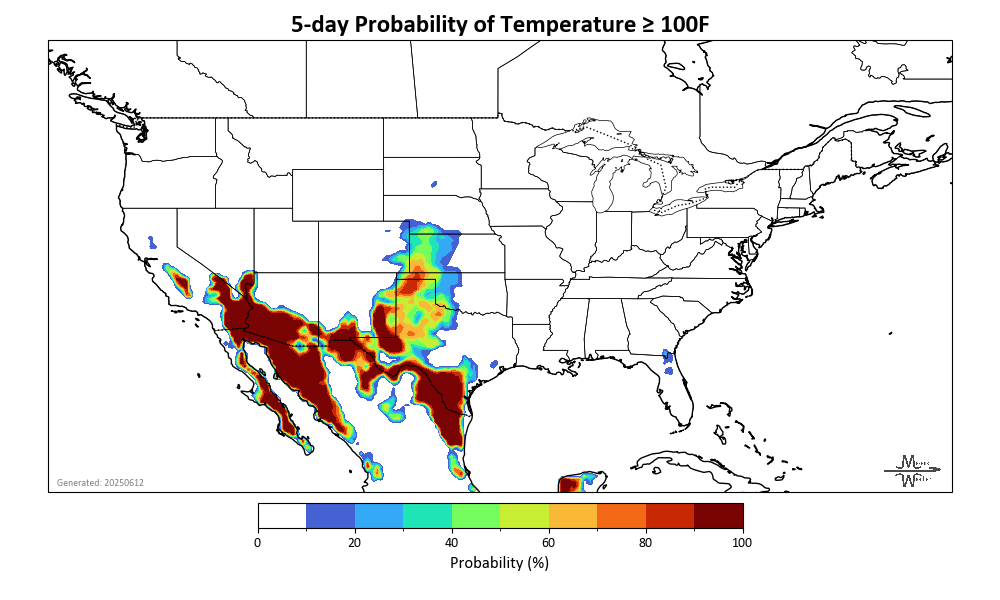 5-day Probability of Temperature ≥ 100F
Generated: 20250612
0 20 40 60 80 100
Probability (%)